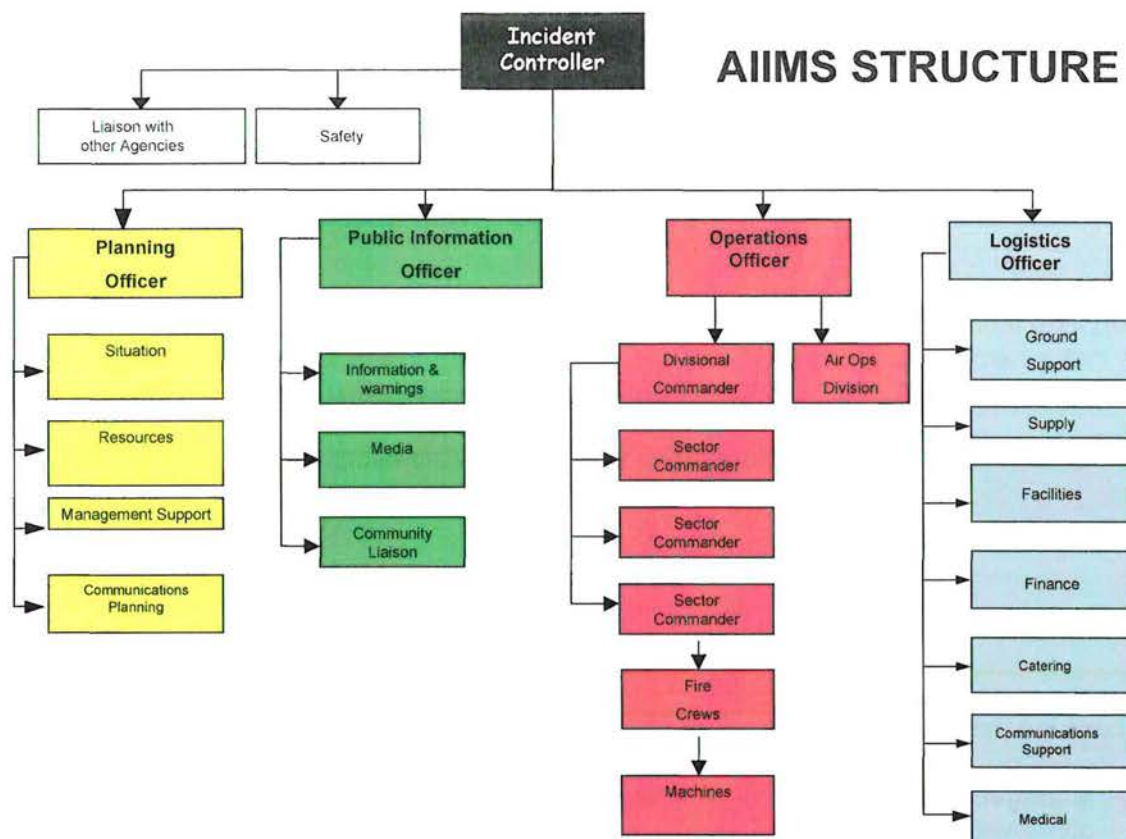 Incident
Controller
AIIMS STRUCTURE
Liaison with
other Agencies
Safety
Planning
Officer
Situation
Resources
Management Support
Communications
Planning
Public Information
Officer
Information &
warnings
Media
Community
Liaison
Operations
Officer
Divisional
Commander
Air Ops
Division
Sector
Commander
Sector
Commander
Sector
Commander
Fire
Crews
Machines
Logistics
Officer
Ground
Support
Supply
Facilities
Finance
Catering
Communications
Support
Medical